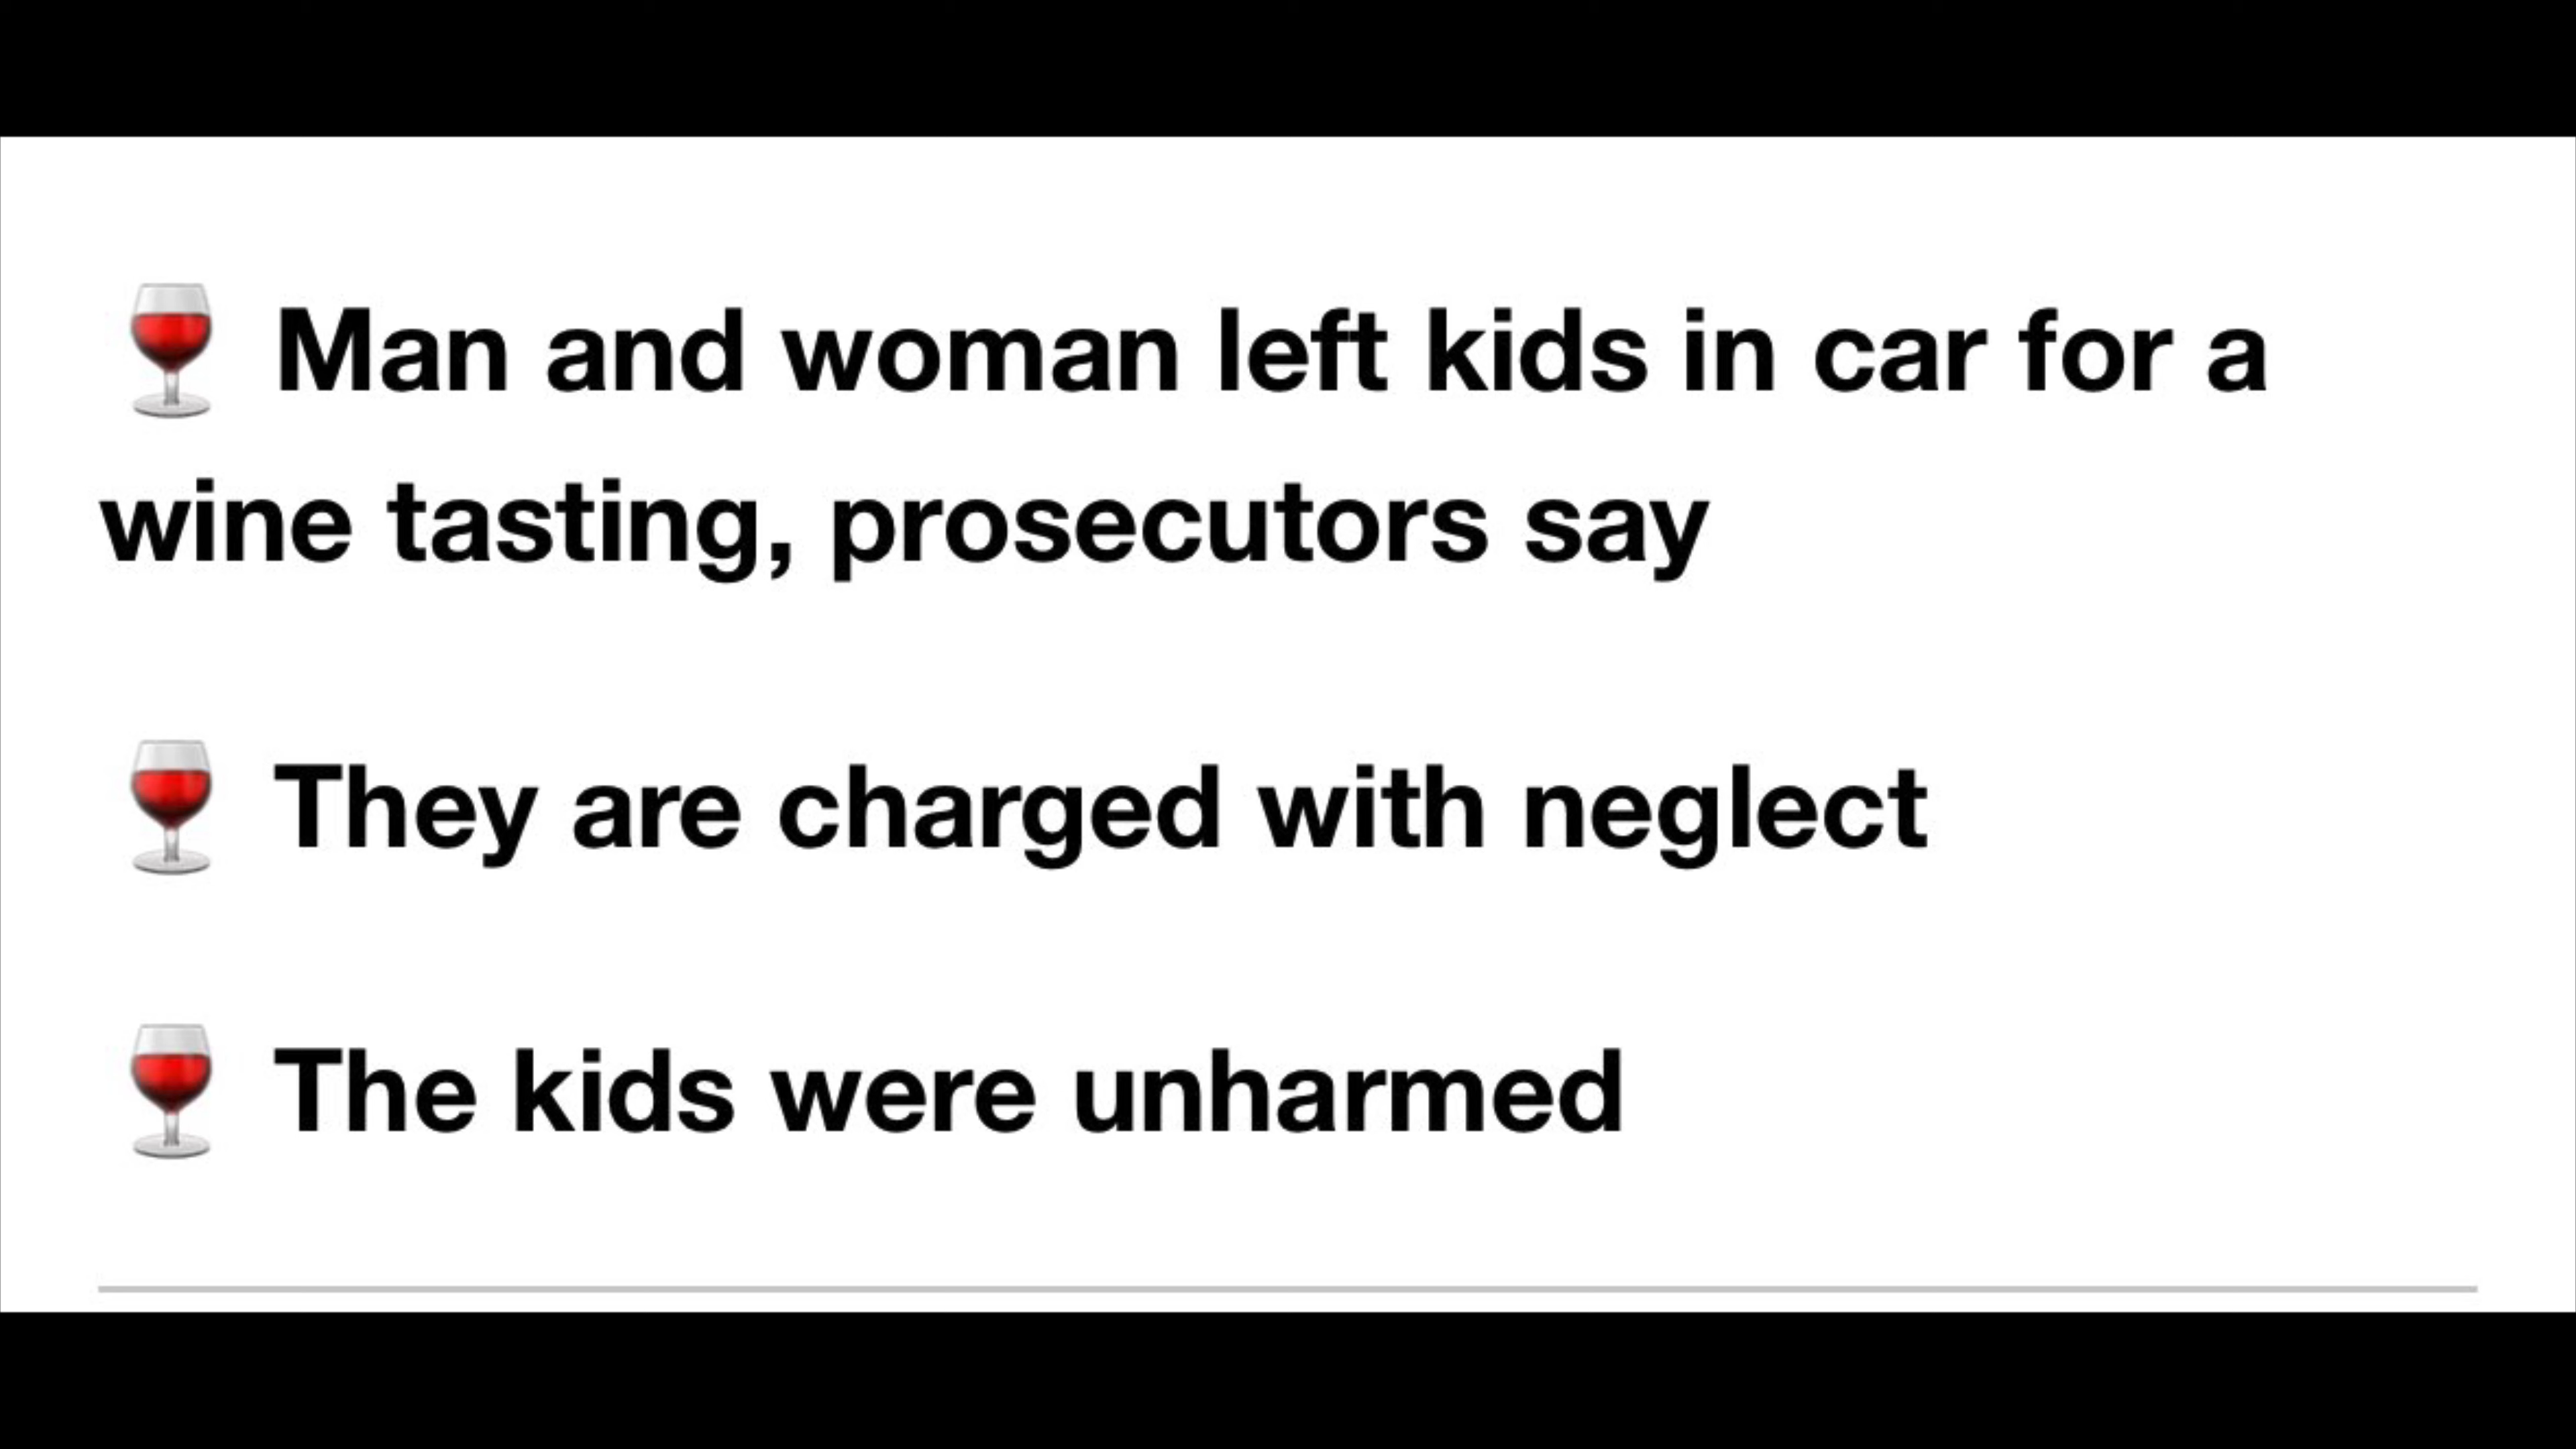 🍷 Man and woman left kids in car for a
wine tasting, prosecutors say
🍷 They are charged with neglect
🍷 The kids were unharmed